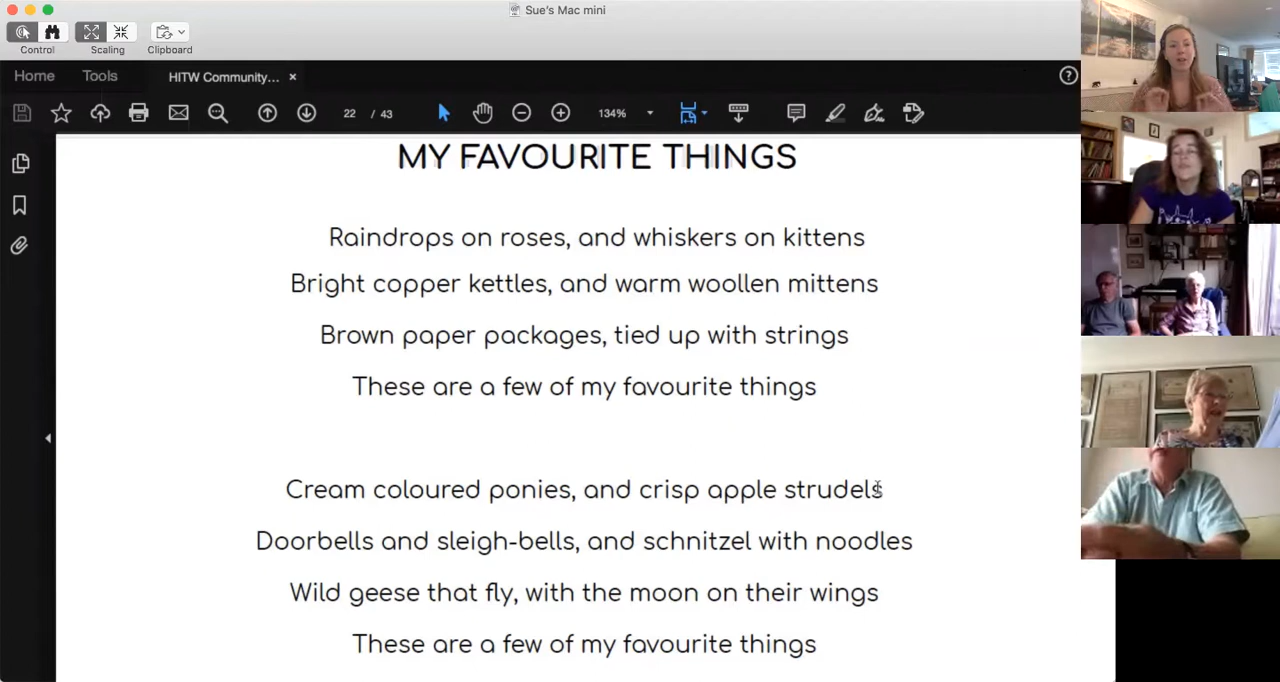 Sue's Mac mini
Control
Scaling
Clipboard
Home Tools HITW Community... ×
22 / 43 134%
MY FAVOURITE THINGS
Raindrops on roses, and whiskers on kittens
Bright copper kettles, and warm woollen mittens
Brown paper packages, tied up with strings
These are a few of my favourite things
Cream coloured ponies, and crisp apple strudels
Doorbells and sleigh-bells, and schnitzel with noodles
Wild geese that fly, with the moon on their wings
These are a few of my favourite things